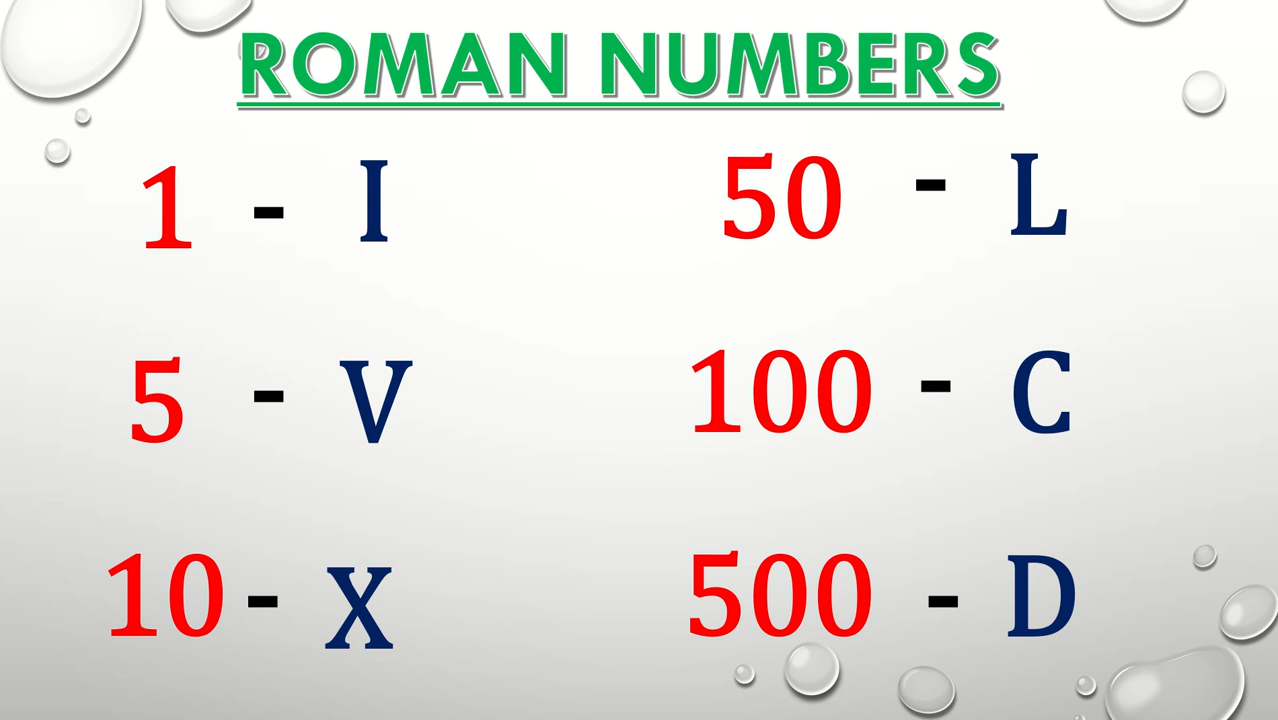 ROMAN NUMBERS
1 - I
50 - L
5 - V
100 - C
10 - X
500 - D